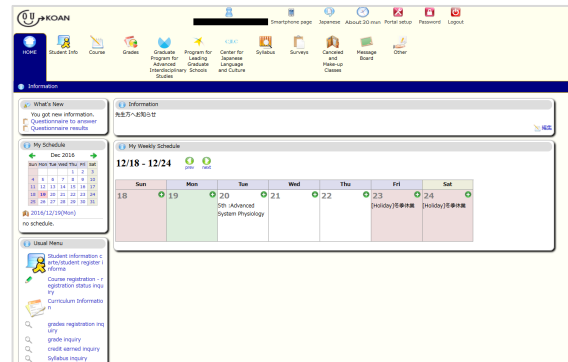 OU KOAN
Smartphone page Japanese About 30 min Portal setup Password Logout
HOME Student Info Course Grades Graduate Program for Advanced Interdisciplinary Studies Program for Leading Graduate Schools Center for Japanese Language and Culture Syllabus Surveys Canceled and Make-up Classes Message Board Other
Information
What's New
You got new information.
Questionnaire to answer
Questionnaire results
My Schedule
Dec 2016
Sun Mon Tue Wed Thu Fri Sat
1 2 3
4 5 6 7 8 9 10
11 12 13 14 15 16 17
18 19 20 21 22 23 24
25 26 27 28 29 30 31
2016/12/19(Mon)
no schedule.
Usual Menu
Student information c
arte/student register i
nforma
Course registration - r
egistration status inqu
iry
Curriculum Informatio
n
grades registration inq
uiry
grade inquiry
credit earned inquiry
Syllabus inquiry
Information
先生方へお知らせ
編集
My Weekly Schedule
12/18 - 12/24 prev next
Sun Mon Tue Wed Thu Fri Sat
18 19 20 21 22 23 24
5th :Advanced
System Physiology
[Holiday]冬季休業 [Holiday]冬季休業